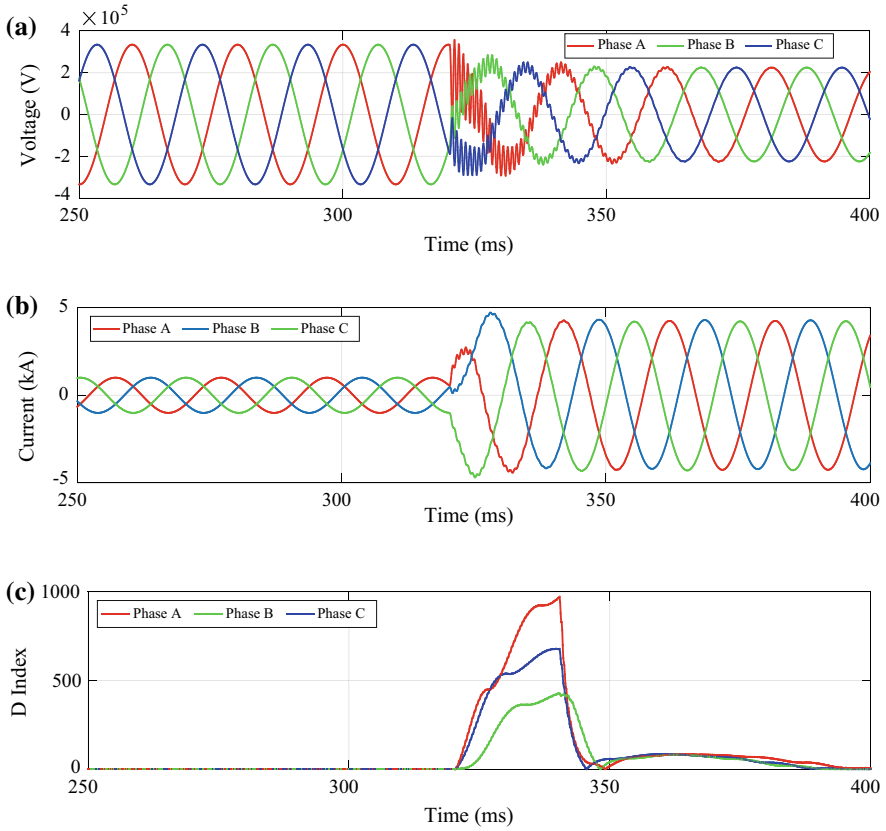 (a)
×10⁵
4
2
0
-2
-4
Voltage (V)
Phase A Phase B Phase C
250 300 350 400
Time (ms)
(b)
5
0
-5
Current (kA)
Phase A Phase B Phase C
250 300 350 400
Time (ms)
(c)
1000
500
0
D Index
Phase A Phase B Phase C
250 300 350 400
Time (ms)